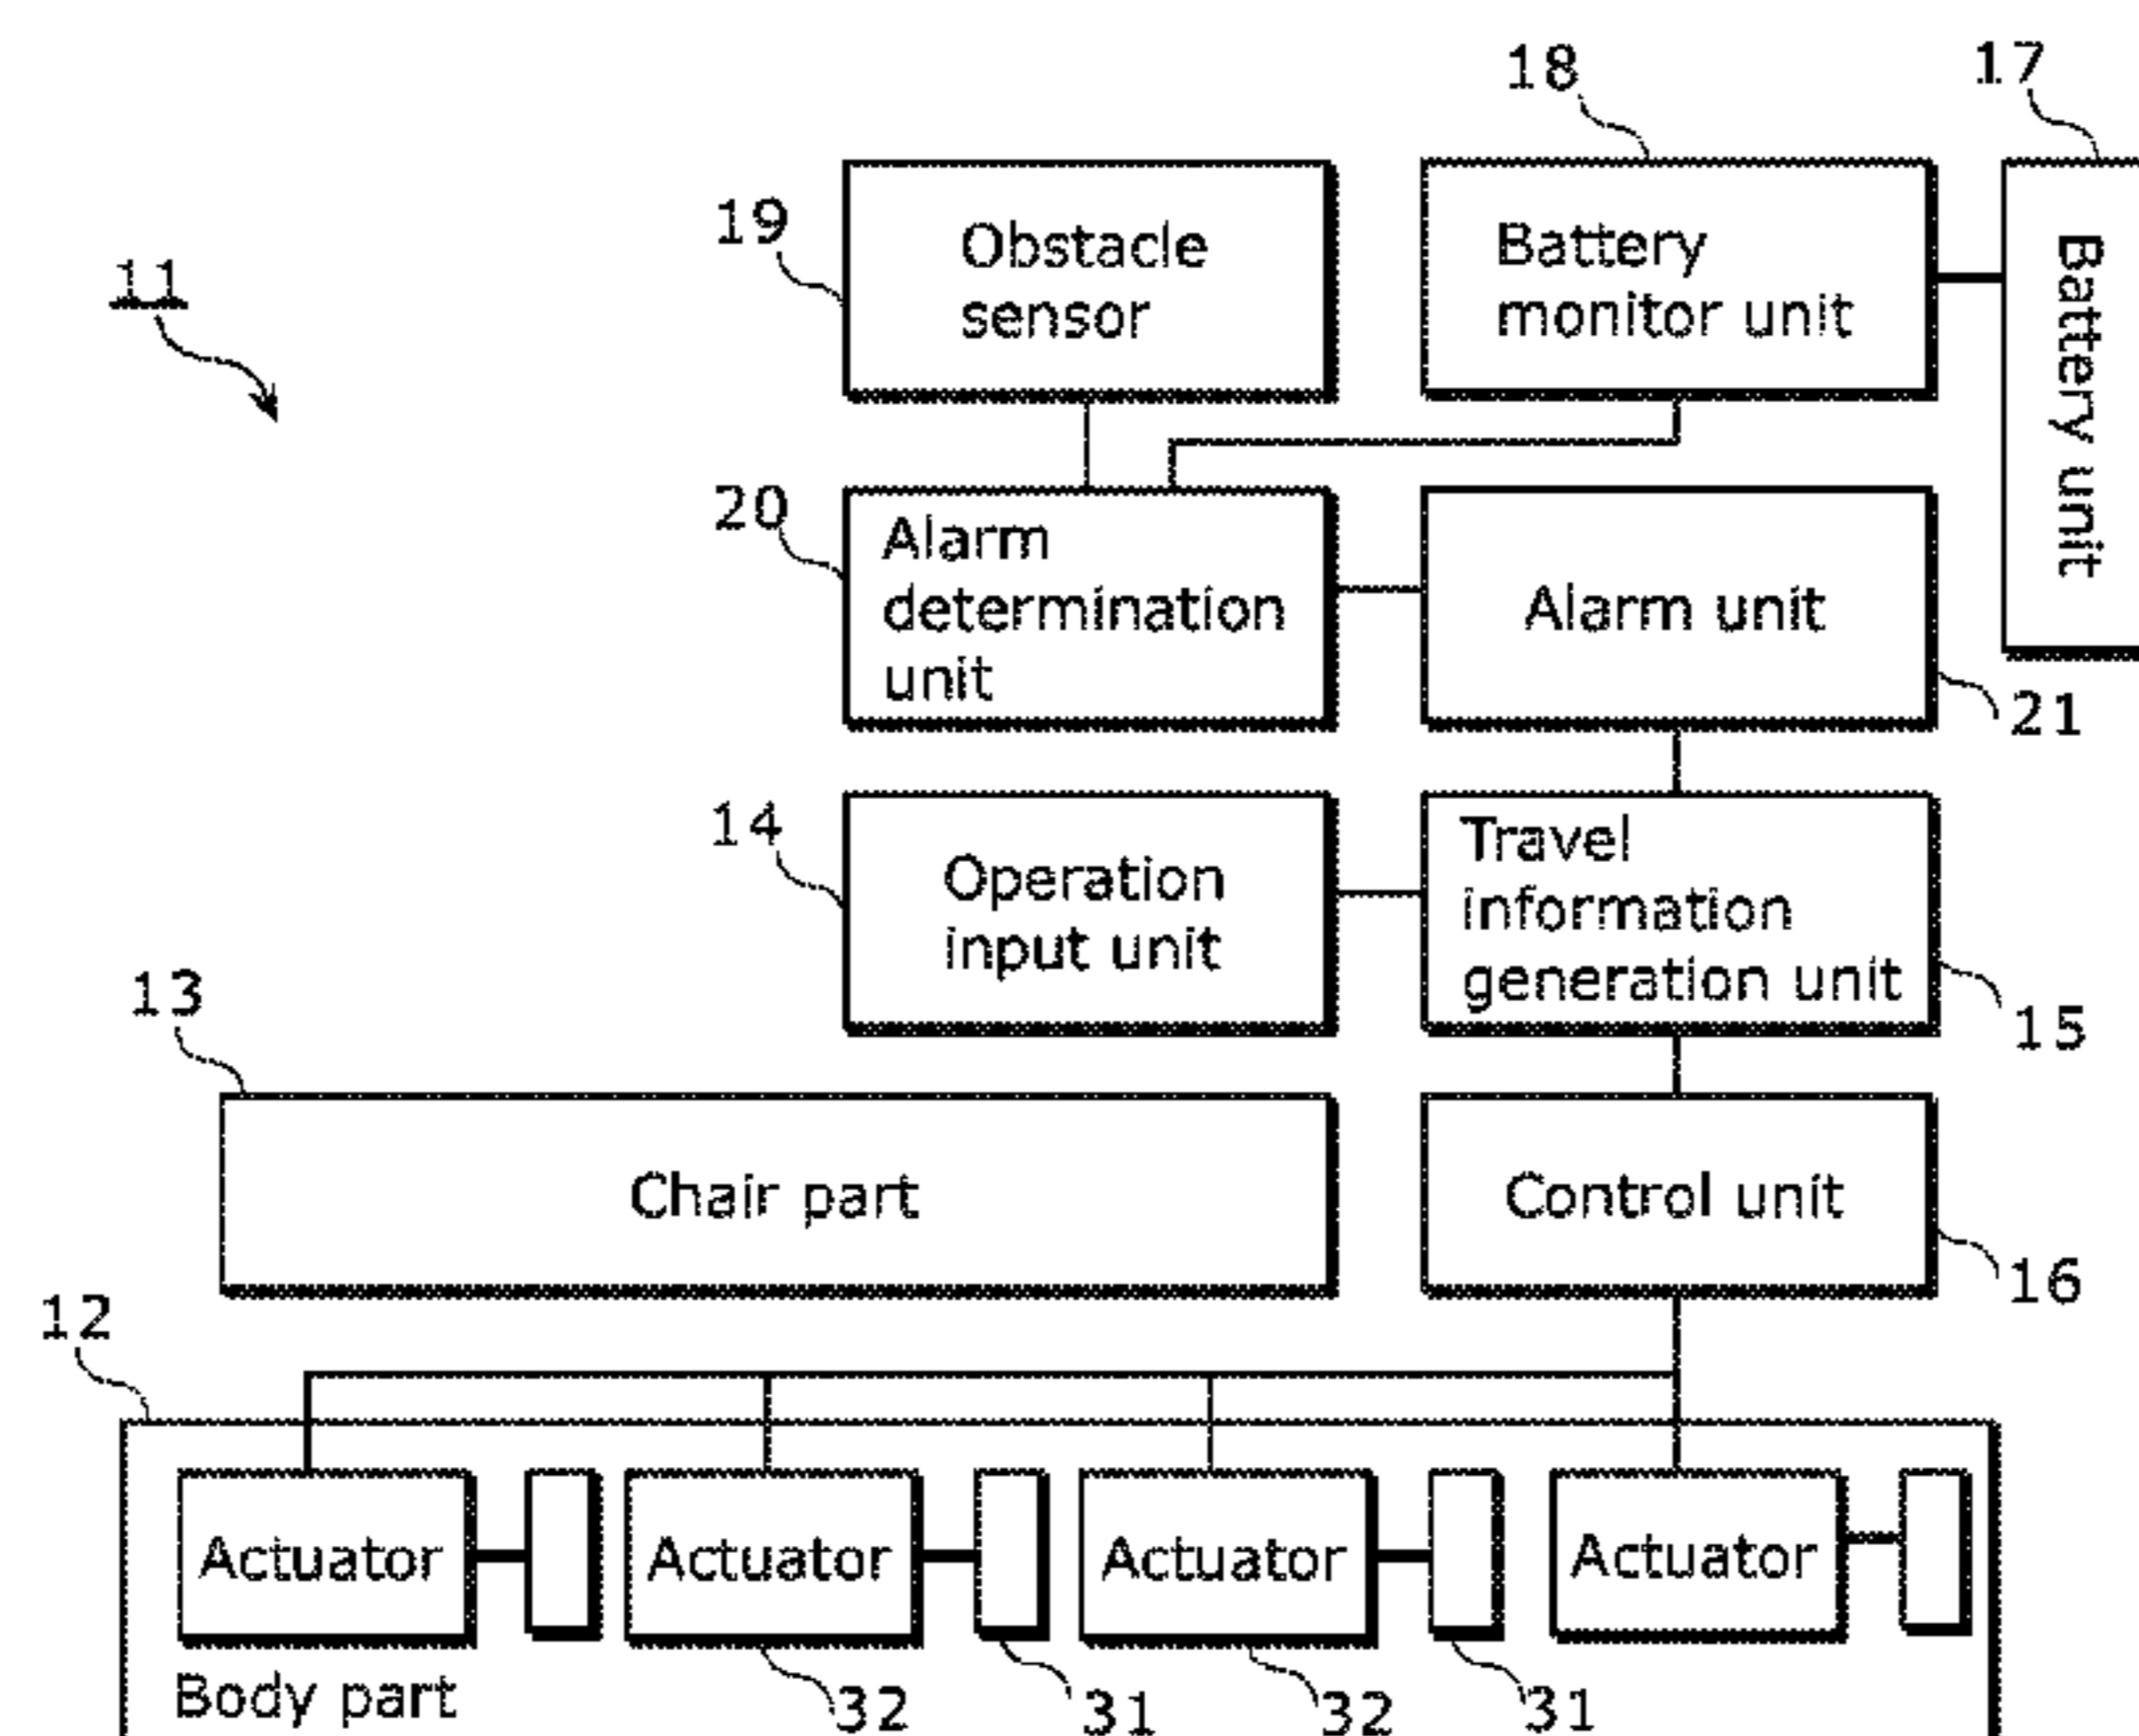 18
17
19
Obstacle
sensor
Battery
monitor unit
Battery unit
11
20
Alarm
determination
unit
Alarm unit
21
14
Operation
input unit
Travel
information
generation unit
15
13
Chair part
Control unit
16
12
Actuator
Actuator
Actuator
Actuator
Body part
32
31
32
31